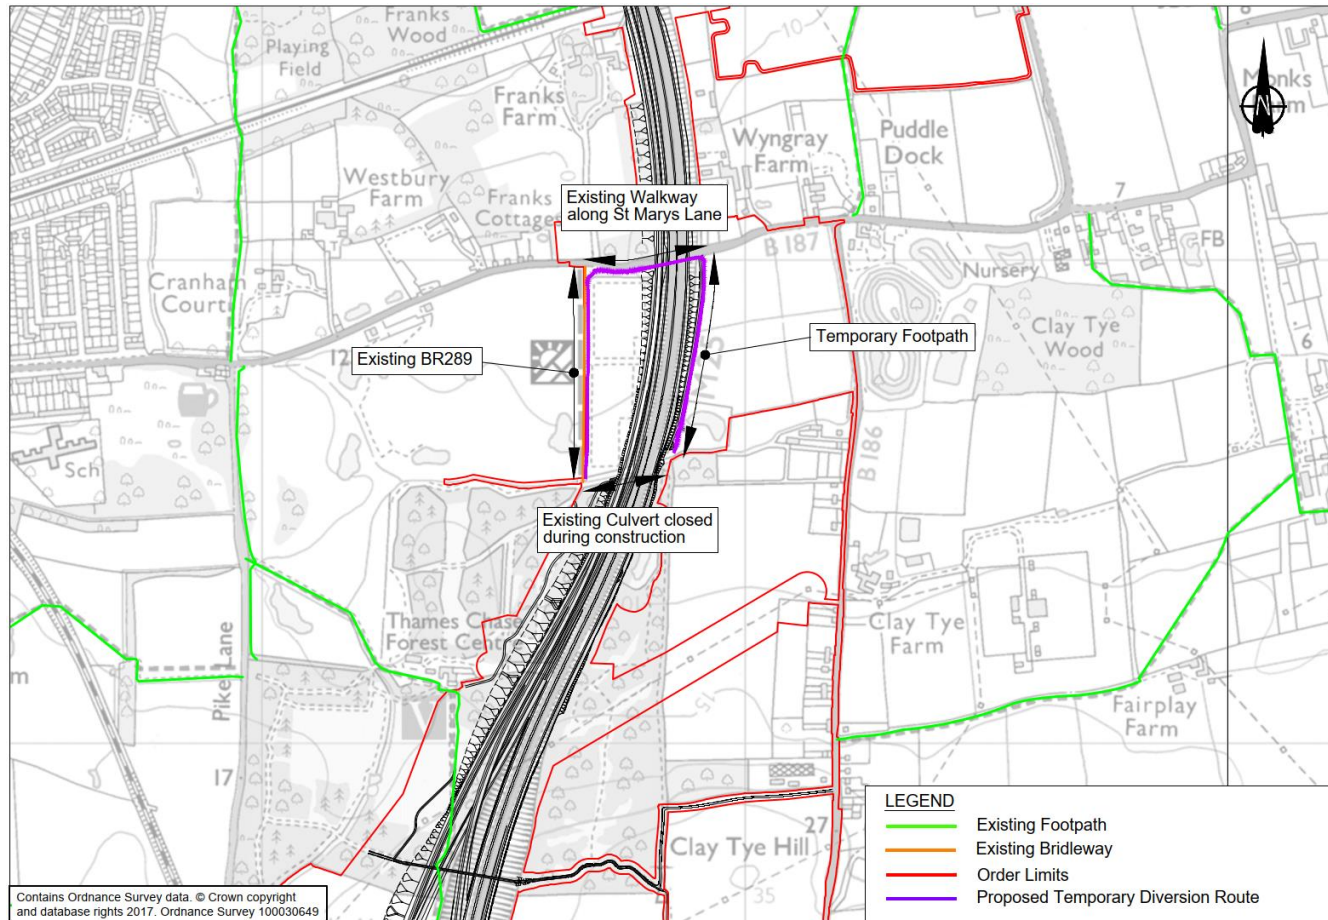 Franks
Wood
Playing
Field
10
Franks
Farm
Wyngray
Farm
Puddle
Dock
Monks
Westbury
Farm
Franks
Cottage
Existing Walkway
along St Marys Lane
7
B 187
FB
Cranham
Court
Nursery
12
Existing BR289
M25
Temporary Footpath
Clay Tye
Wood
6
Sch
B 186
Existing Culvert closed
during construction
Thames Chase
Forest Centre
Clay Tye
Farm
Pike Lane
15
Fairplay
Farm
17
27
Clay Tye Hill
35
LEGEND
Existing Footpath
Existing Bridleway
Order Limits
Proposed Temporary Diversion Route
Contains Ordnance Survey data. © Crown copyright
and database rights 2017. Ordnance Survey 100030649
N